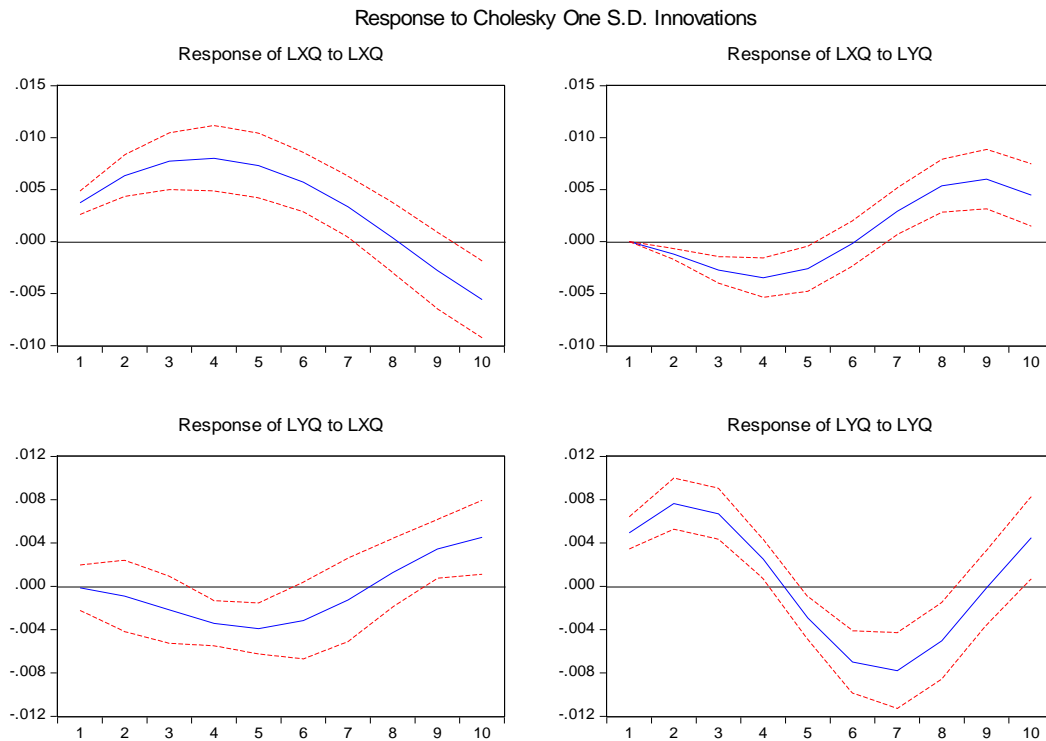 Response to Cholesky One S.D. Innovations
Response of LXQ to LXQ
.015
.010
.005
.000
-.005
-.010
1 2 3 4 5 6 7 8 9 10
Response of LXQ to LYQ
.015
.010
.005
.000
-.005
-.010
1 2 3 4 5 6 7 8 9 10
Response of LYQ to LXQ
.012
.008
.004
.000
-.004
-.008
-.012
1 2 3 4 5 6 7 8 9 10
Response of LYQ to LYQ
.012
.008
.004
.000
-.004
-.008
-.012
1 2 3 4 5 6 7 8 9 10